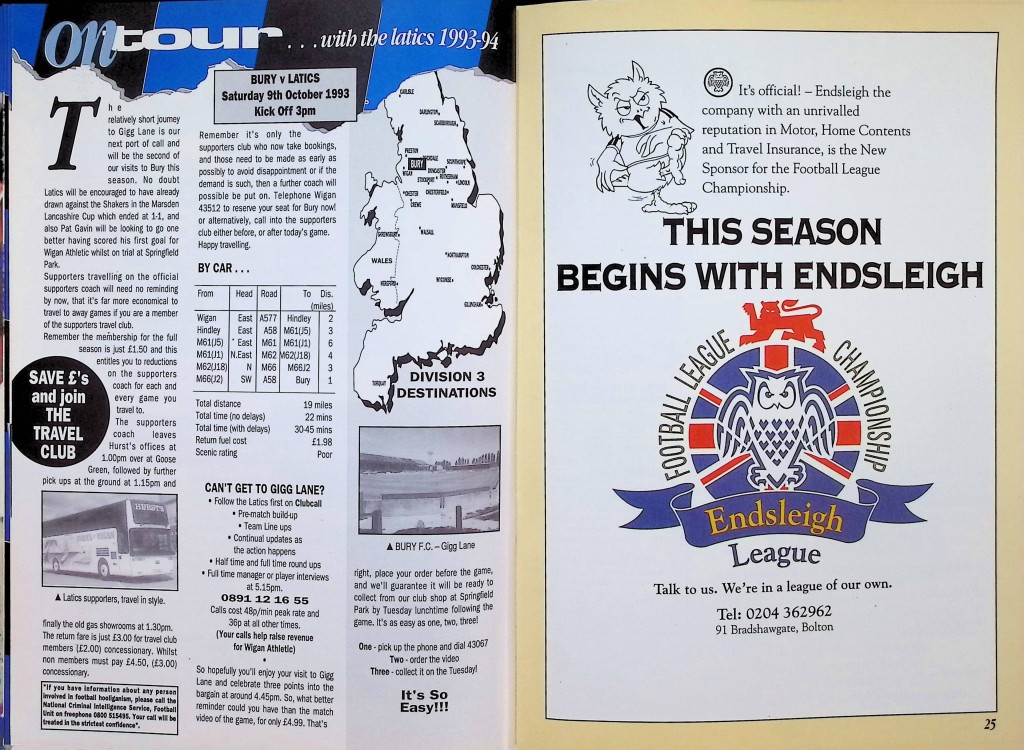 on tour ...with the latics 1993-94
The
relatively short journey
to Gigg Lane is our
next port of call and
will be the second of
our visits to Bury this
season. No doubt
Latics will be encouraged to have already
drawn against the Shakers in the Marsden
Lancashire Cup which ended at 1-1, and
also Pat Gavin will be looking to go one
better having scored his first goal for
Wigan Athletic whilst on trial at Springfield
Park.
Supporters travelling on the official
supporters coach will need no reminding
by now, that it's far more economical to
travel to away games if you are a member
of the supporters travel club.
Remember the membership for the full
season is just £1.50 and this
entitles you to reductions
on the supporters
coach for each and
every game you
travel to.
The supporters
coach leaves
Hurst's offices at
1.00pm over at Goose
Green, followed by further
pick ups at the ground at 1.15pm and
SAVE £'s
and join
THE
TRAVEL
CLUB
HURST'S
▲ Latics supporters, travel in style.
finally the old gas showrooms at 1.30pm.
The return fare is just £3.00 for travel club
members (£2.00) concessionary. Whilst
non members must pay £4.50, (£3.00)
concessionary.
"If you have information about any person
involved in football hooliganism, please call the
National Criminal Intelligence Service, Football
Unit on freephone 0800 515495. Your call will be
treated in the strictest confidence".
BURY v LATICS
Saturday 9th October 1993
Kick Off 3pm
Remember it's only the
supporters club who now take bookings,
and those need to be made as early as
possibly to avoid disappointment or if the
demand is such, then a further coach will
possible be put on. Telephone Wigan
43512 to reserve your seat for Bury now!
or alternatively, call into the supporters
club either before, or after today's game.
Happy travelling.
BY CAR . . .
From Head Road To Dis.
(miles)
Wigan East A577 Hindley 2
Hindley East A58 M61(J5) 3
M61(J5) East M61 M61(J1) 6
M61(J1) N.East M62 M62(J18) 4
M62(J18) N M66 M66J2 3
M66(J2) SW A58 Bury 1
Total distance 19 miles
Total time (no delays) 22 mins
Total time (with delays) 30-45 mins
Return fuel cost £1.98
Scenic rating Poor
CAN'T GET TO GIGG LANE?
• Follow the Latics first on Clubcall
• Pre-match build-up
• Team Line ups
• Continual updates as
the action happens
• Half time and full time round ups
• Full time manager or player interviews
at 5.15pm.
0891 12 16 55
Calls cost 48p/min peak rate and
36p at all other times.
(Your calls help raise revenue
for Wigan Athletic)
•
So hopefully you'll enjoy your visit to Gigg
Lane and celebrate three points into the
bargain at around 4.45pm. So, what better
reminder could you have than the match
video of the game, for only £4.99. That's
CARLISLE
DARLINGTON
SCARBOROUGH
PRESTON
BURY
ROCHDALE
SCUNTHORPE
WIGAN
DONCASTER
STOCKPORT
ROTHERHAM
LINCOLN
CHESTER
CHESTERFIELD
CREWE
MANSFIELD
SHREWSBURY
WALSALL
WALES
NORTHAMPTON
COLCHESTER
HEREFORD
WYCOMBE
GILLINGHAM
TORQUAY
DIVISION 3
DESTINATIONS
▲ BURY F.C. – Gigg Lane
right, place your order before the game,
and we'll guarantee it will be ready to
collect from our club shop at Springfield
Park by Tuesday lunchtime following the
game. It's as easy as one, two, three!
One - pick up the phone and dial 43067
Two - order the video
Three - collect it on the Tuesday!
It's So
Easy!!!
It's official! – Endsleigh the
company with an unrivalled
reputation in Motor, Home Contents
and Travel Insurance, is the New
Sponsor for the Football League
Championship.
THIS SEASON
BEGINS WITH ENDSLEIGH
FOOTBALL LEAGUE CHAMPIONSHIP
Endsleigh
League
Talk to us. We're in a league of our own.
Tel: 0204 362962
91 Bradshawgate, Bolton
25